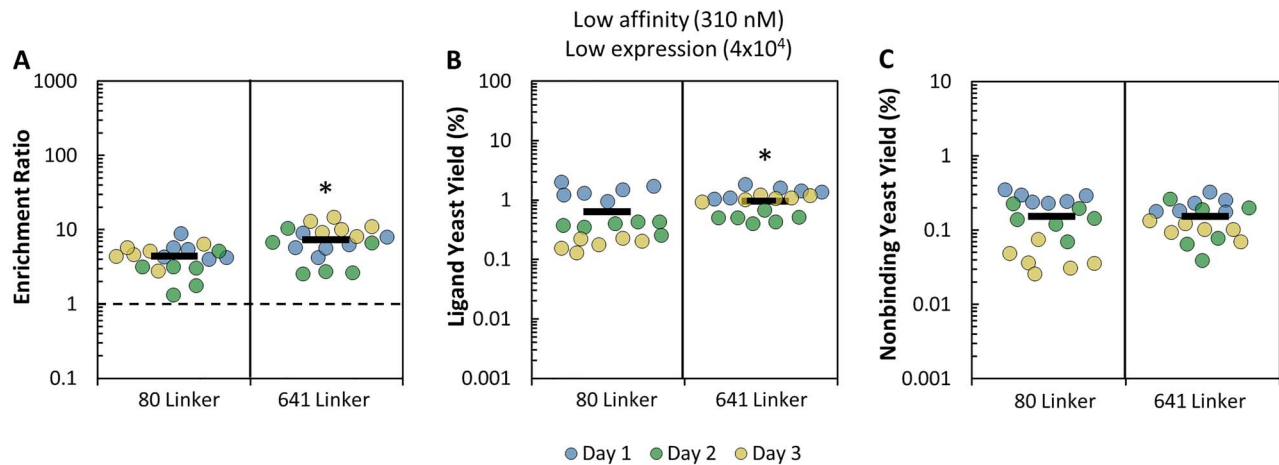 Low affinity (310 nM)
Low expression (4x10⁴)
A
Enrichment Ratio
1000
100
10
1
0.1
*
80 Linker
641 Linker
B
Ligand Yeast Yield (%)
100
10
1
0.1
0.01
0.001
*
80 Linker
641 Linker
C
Nonbinding Yeast Yield (%)
10
1
0.1
0.01
0.001
80 Linker
641 Linker
Day 1 Day 2 Day 3